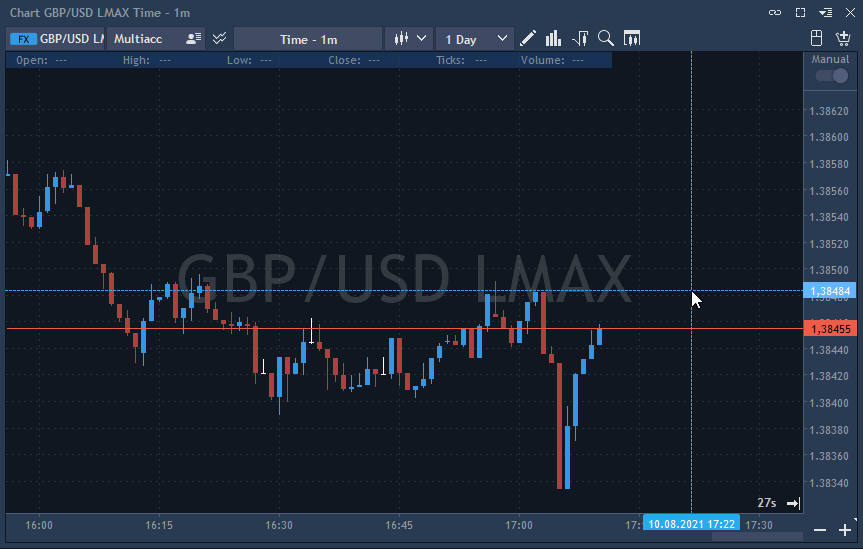 Chart GBP/USD LMAX Time - 1m
FX GBP/USD LM Multiacc Time - 1m 1 Day
Open: --- High: --- Low: --- Close: --- Ticks: --- Volume: ---
Manual
GBP/USD LMAX
1.38620
1.38600
1.38580
1.38560
1.38540
1.38520
1.38500
1.38484
1.38455
1.38440
1.38420
1.38400
1.38380
1.38360
1.38340
27s
16:00 16:15 16:30 16:45 17:00 10.08.2021 17:22 17:30